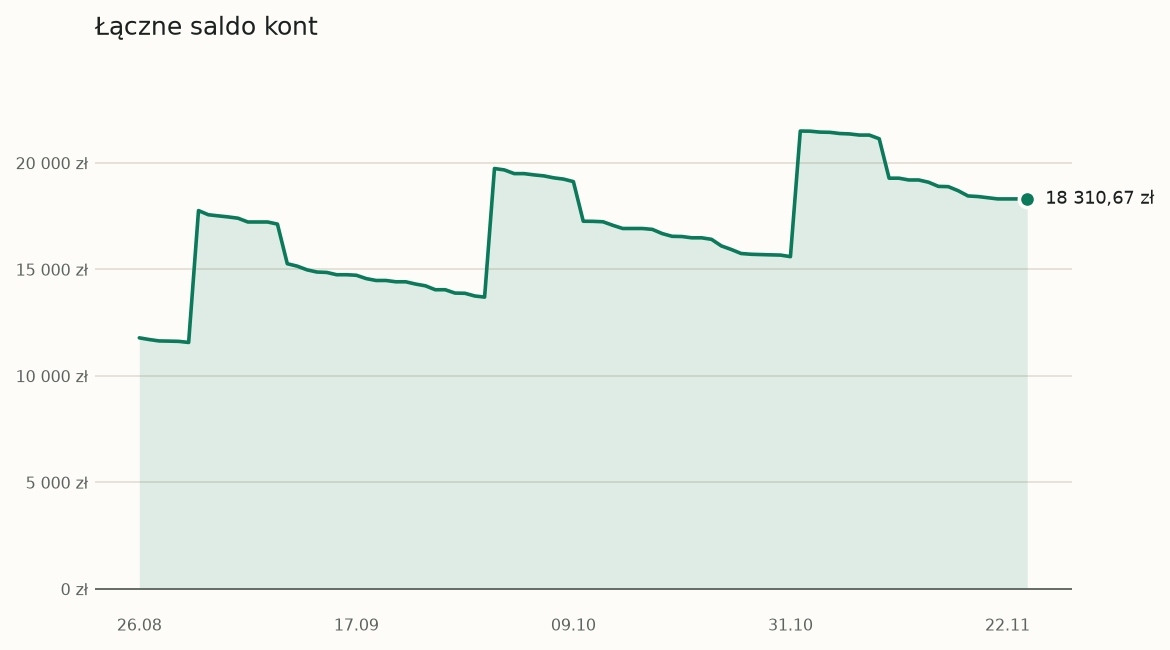 Łączne saldo kont
20 000 zł
15 000 zł
10 000 zł
5 000 zł
0 zł
18 310,67 zł
26.08
17.09
09.10
31.10
22.11